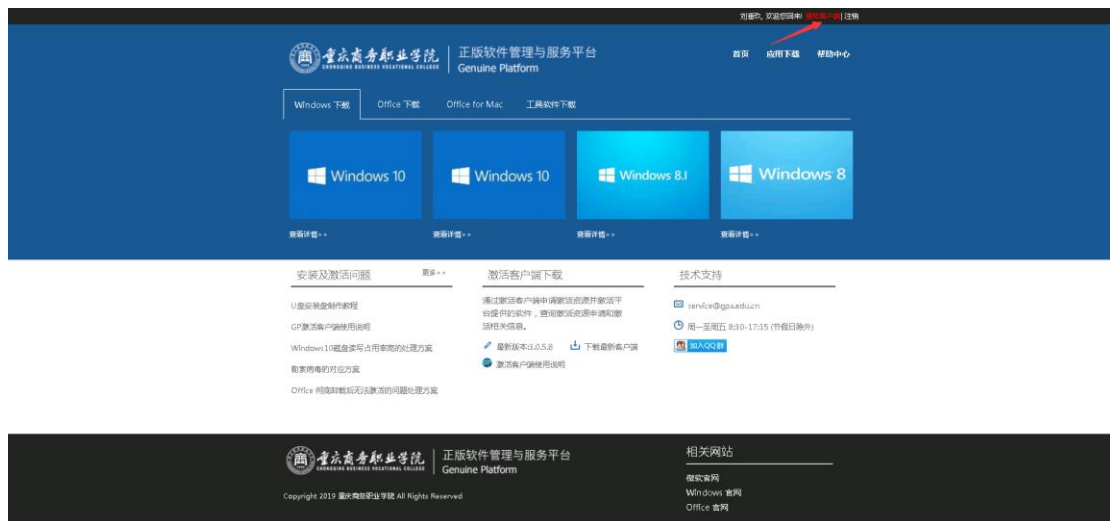 欢迎您回来! 激活客户端| 注销
重庆商务职业学院
CHONGQING BUSINESS VOCATIONAL COLLEGE
正版软件管理与服务平台
Genuine Platform
首页 应用下载 帮助中心
Windows 下载 Office 下载 Office for Mac 工具软件下载
Windows 10 Windows 10 Windows 8.1 Windows 8
查看详情>> 查看详情>> 查看详情>> 查看详情>>
安装及激活问题 更多>>
U盘安装盘制作教程
GP激活客户端使用说明
Windows10磁盘读写占用率高的处理方案
勒索病毒的对应方案
Office 彻底卸载后无法激活的问题处理方案
激活客户端下载
通过激活客户端申请激活资源并激活平
台提供的软件，查询激活资源申请和激
活相关信息。
最新版本:3.0.5.8 下载最新客户端
激活客户端使用说明
技术支持
service@gpa.edu.cn
周一至周五 8:30-17:15 (节假日除外)
加入QQ群
重庆商务职业学院
CHONGQING BUSINESS VOCATIONAL COLLEGE
正版软件管理与服务平台
Genuine Platform
Copyright 2019 重庆商务职业学院 All Rights Reserved
相关网站
微软官网
Windows 官网
Office 官网